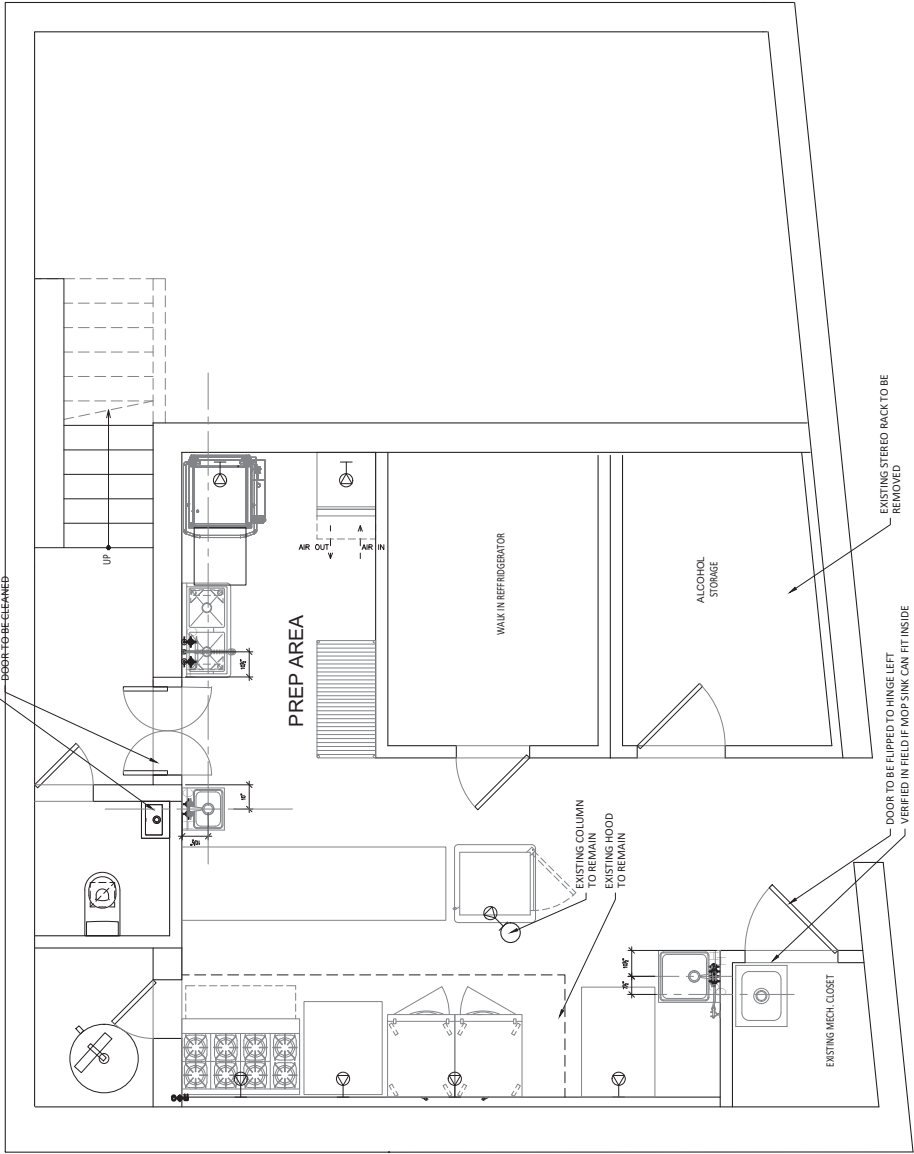 DOOR TO BE CLEANED
UP
AIR OUT
AIR IN
PREP AREA
WALK IN REFFRIDGERATOR
ALCOHOL
STORAGE
EXISTING STEREO RACK TO BE
REMOVED
10"
EXISTING COLUMN
TO REMAIN
EXISTING HOOD
TO REMAIN
DOOR TO BE FLIPPED TO HINGE LEFT
VERIFIED IN FIELD IF MOP SINK CAN FIT INSIDE
EXISTING MECH. CLOSET